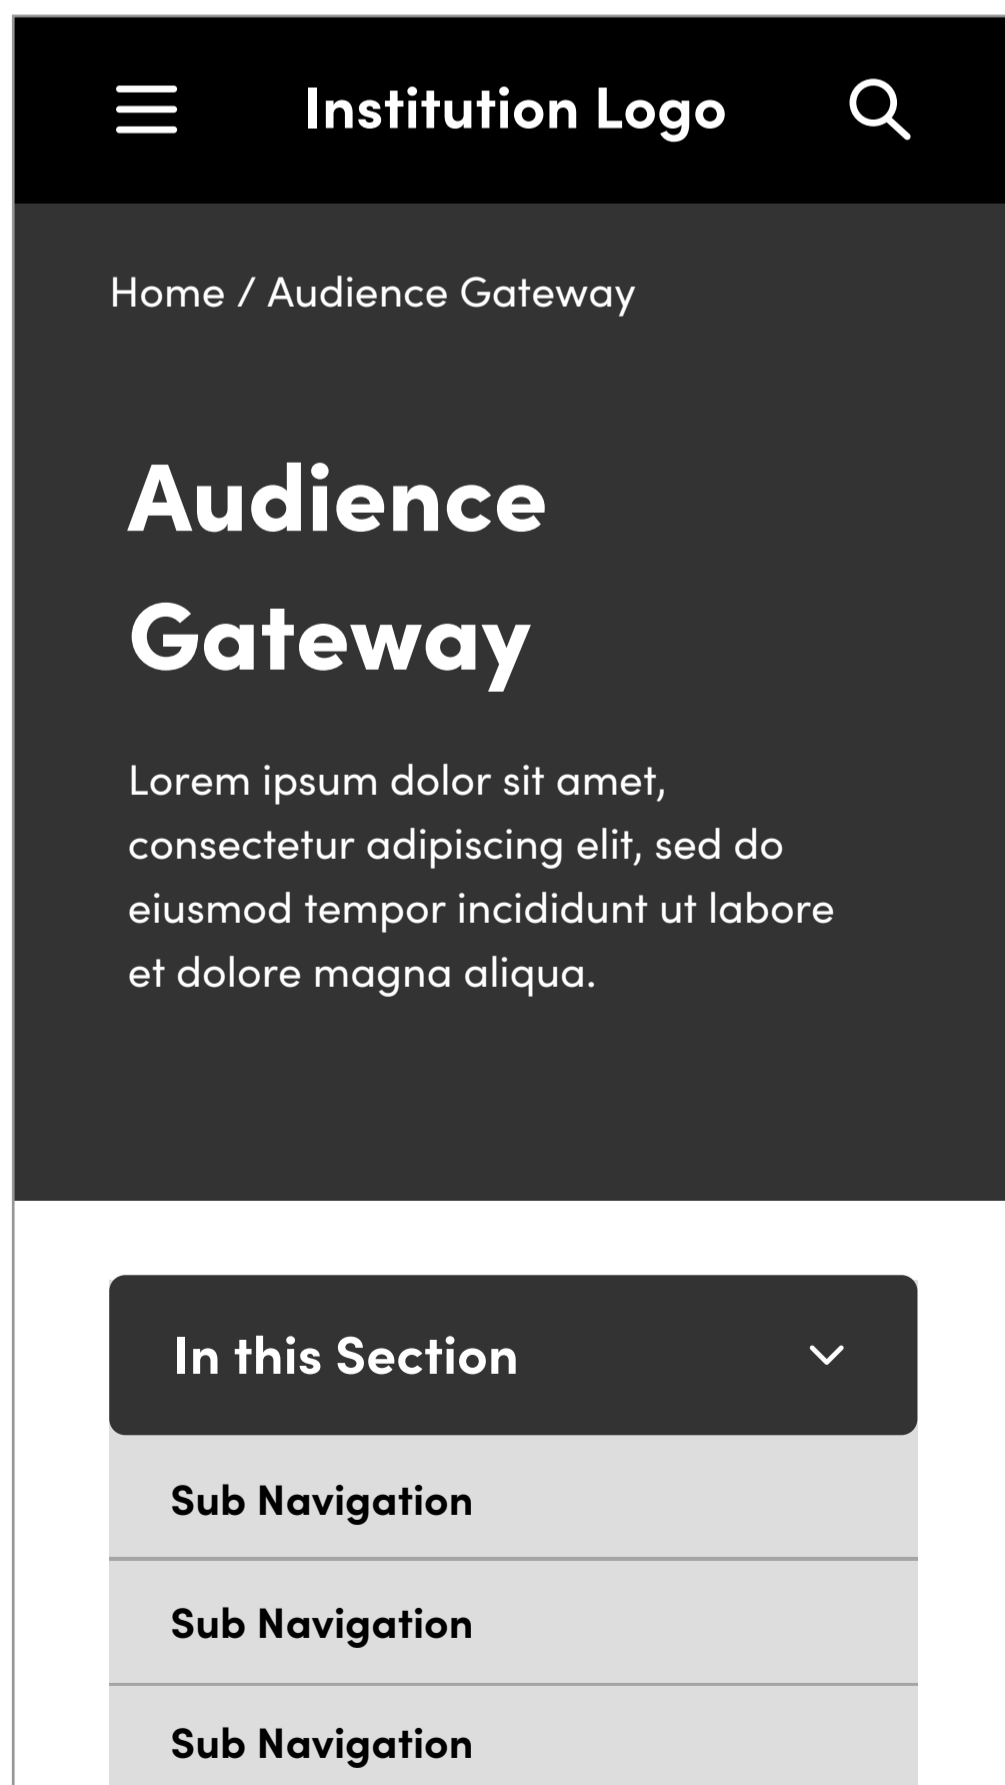 Institution Logo
Home / Audience Gateway
Audience
Gateway
Lorem ipsum dolor sit amet,
consectetur adipiscing elit, sed do
eiusmod tempor incididunt ut labore
et dolore magna aliqua.
In this Section
Sub Navigation
Sub Navigation
Sub Navigation